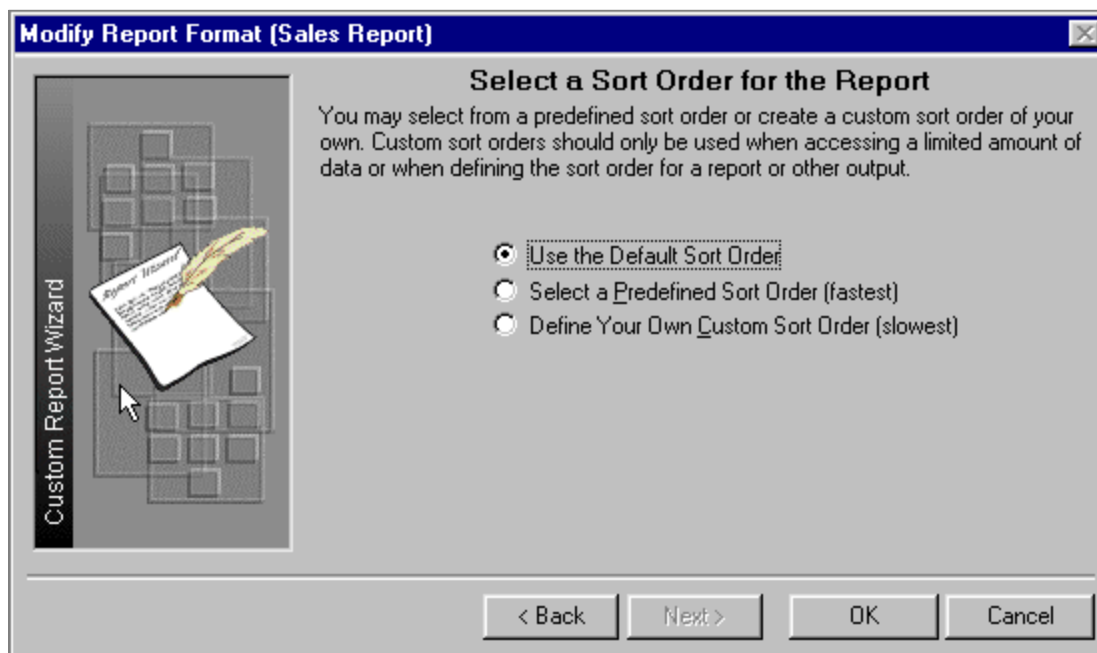 Modify Report Format (Sales Report)
Select a Sort Order for the Report
You may select from a predefined sort order or create a custom sort order of your
own. Custom sort orders should only be used when accessing a limited amount of
data or when defining the sort order for a report or other output.
Use the Default Sort Order
Select a Predefined Sort Order (fastest)
Define Your Own Custom Sort Order (slowest)
Custom Report Wizard
< Back
Next >
OK
Cancel